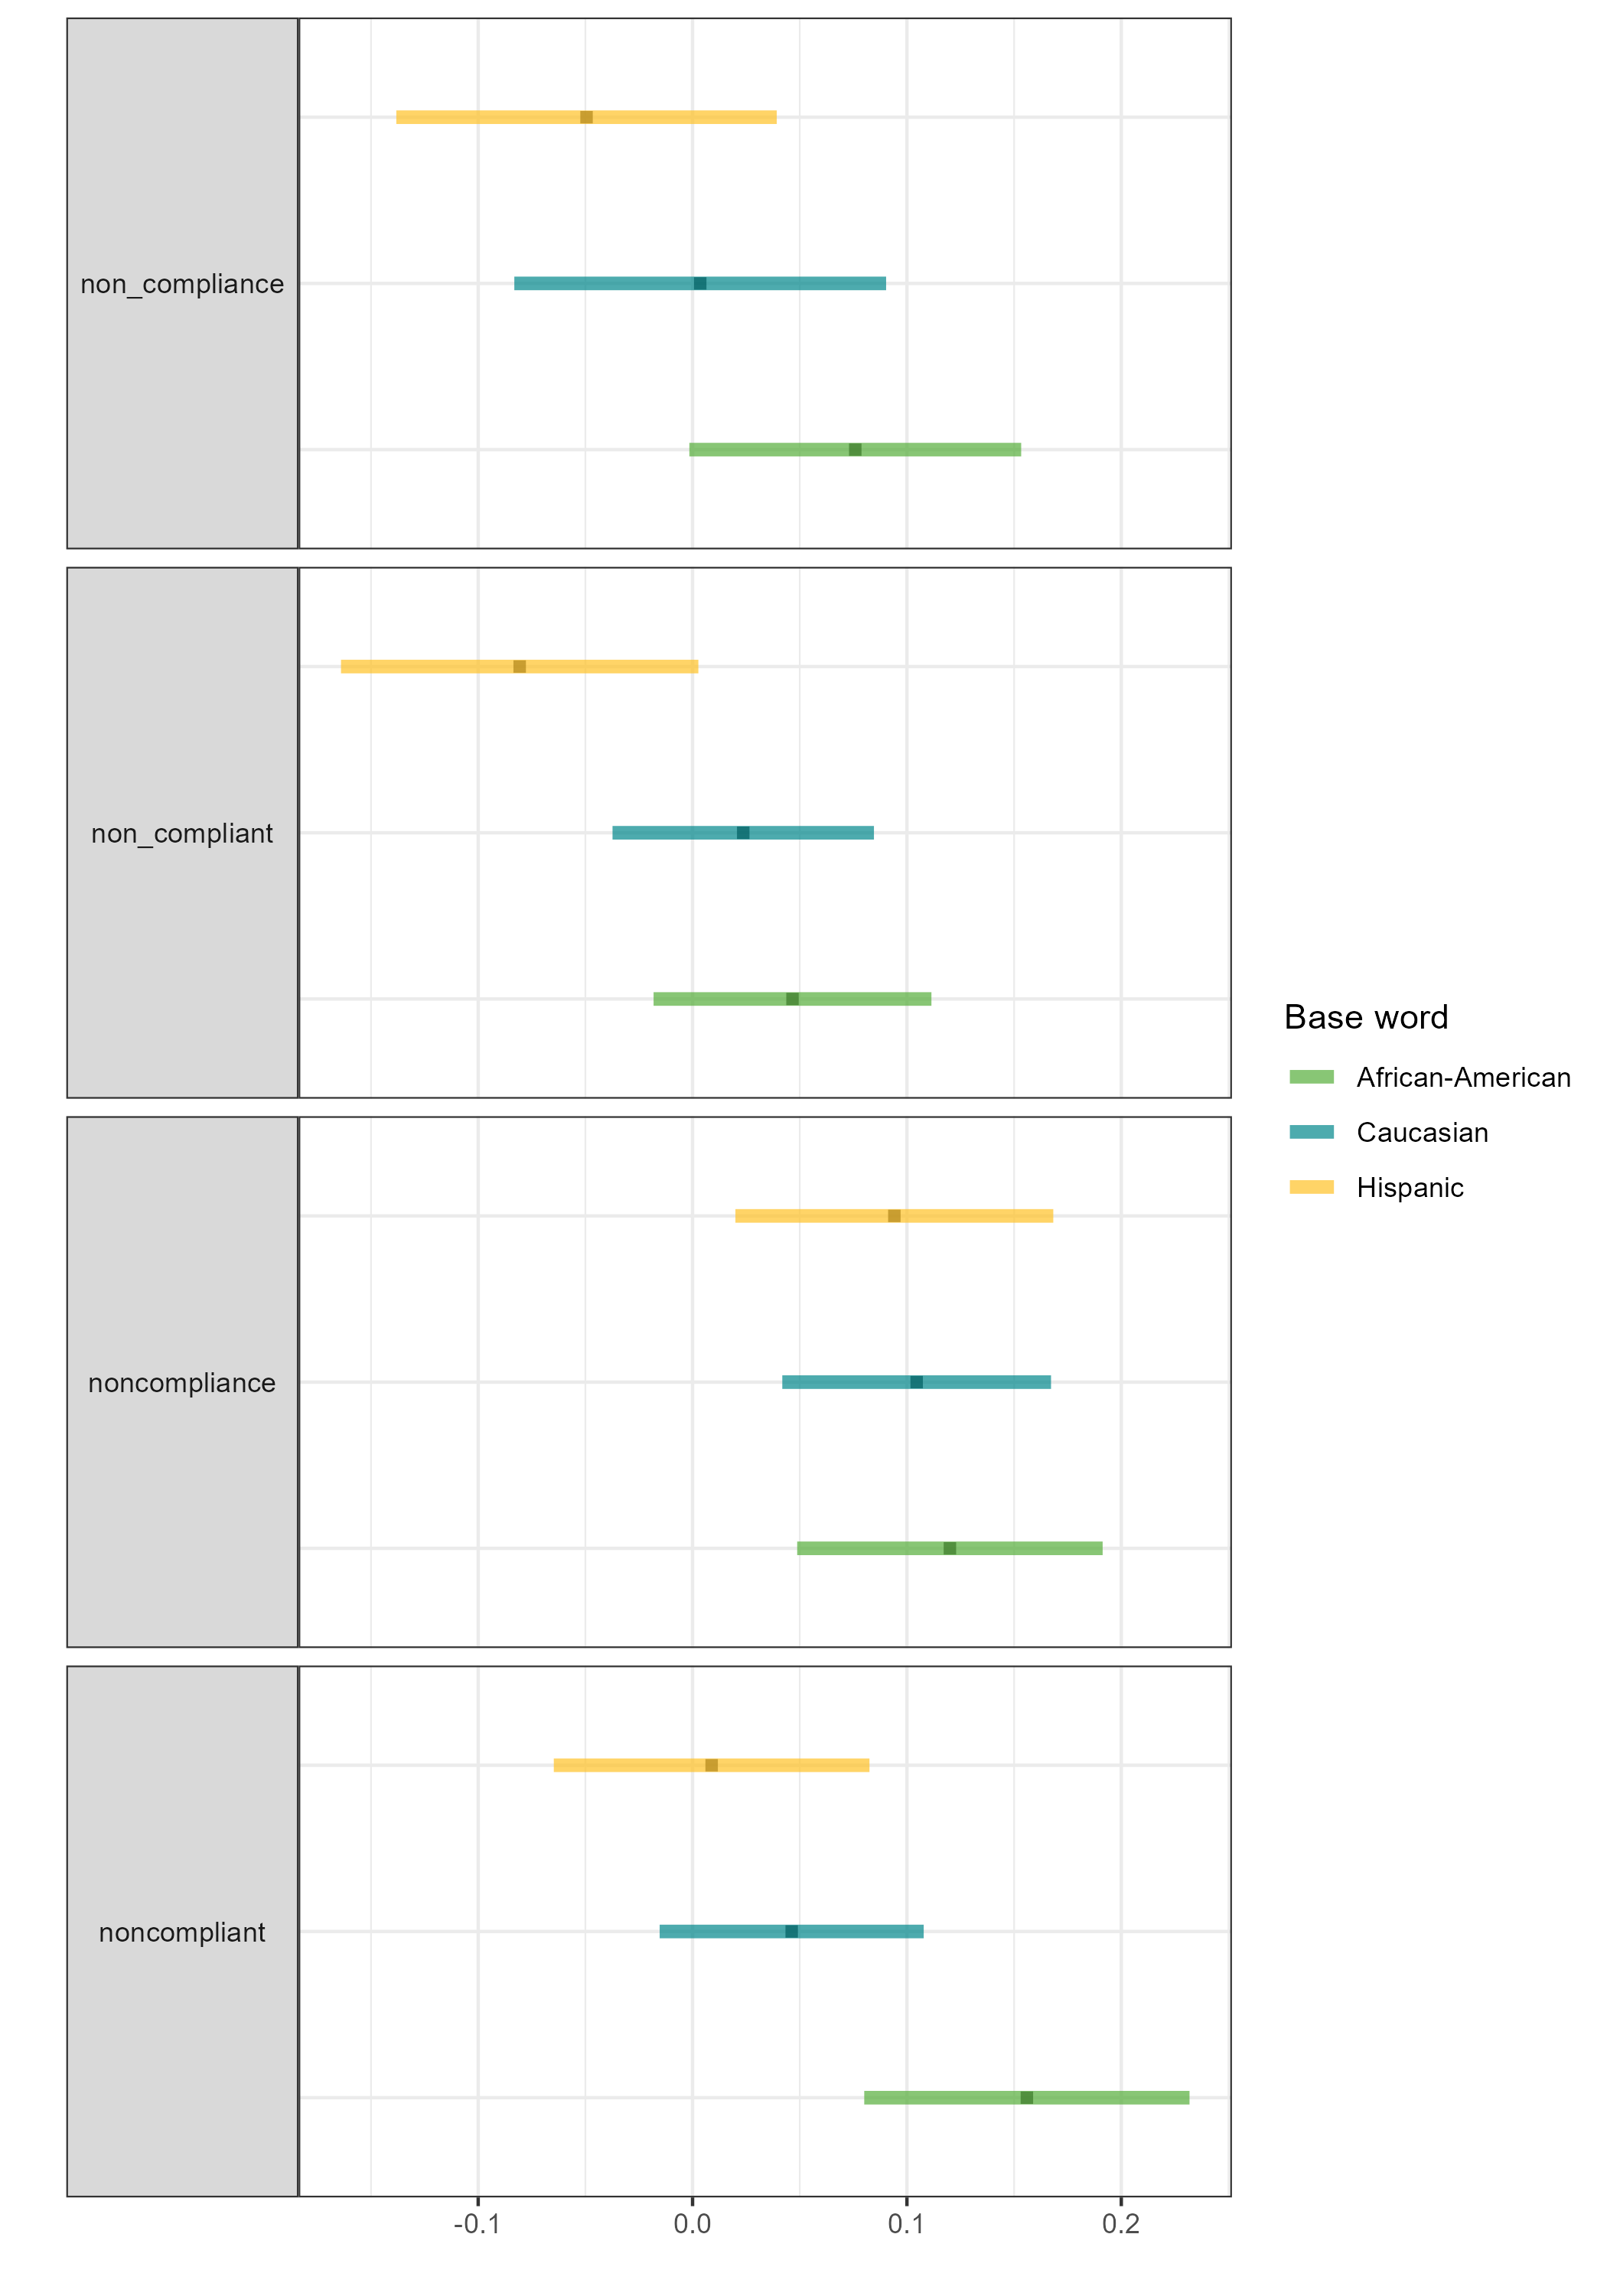 non_compliance
non_compliant
noncompliance
noncompliant
-0.1 0.0 0.1 0.2
Base word
African-American
Caucasian
Hispanic